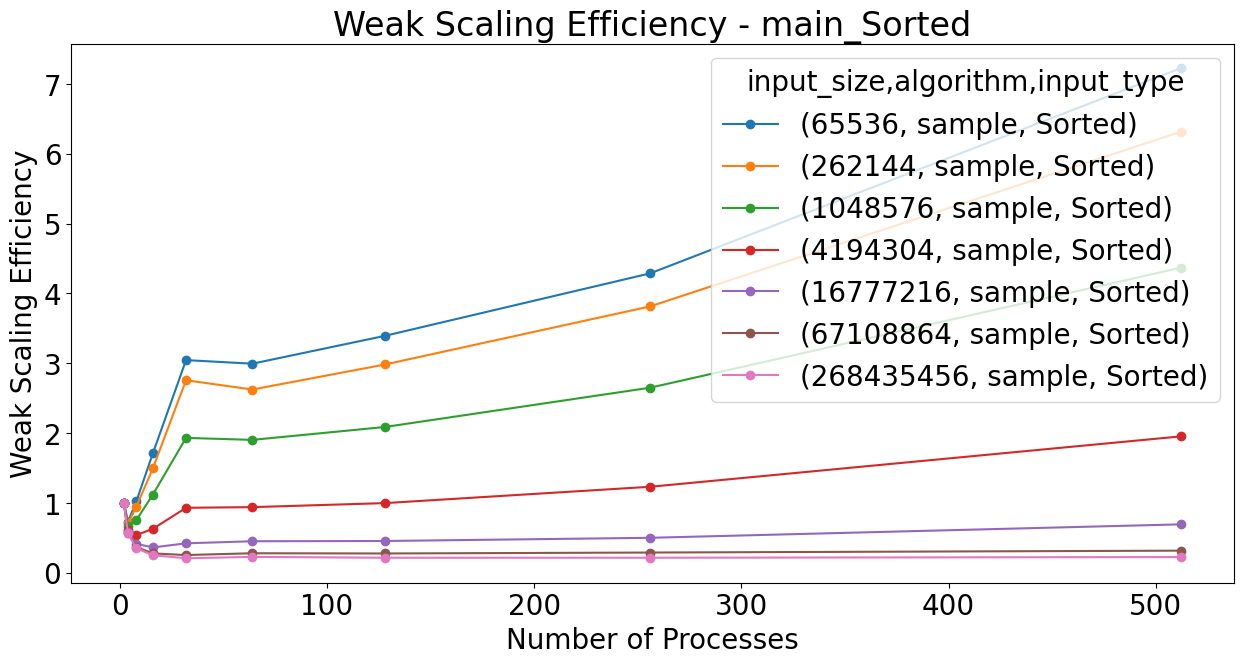 Weak Scaling Efficiency - main_Sorted
Weak Scaling Efficiency
7
6
5
4
3
2
1
0
input_size,algorithm,input_type
(65536, sample, Sorted)
(262144, sample, Sorted)
(1048576, sample, Sorted)
(4194304, sample, Sorted)
(16777216, sample, Sorted)
(67108864, sample, Sorted)
(268435456, sample, Sorted)
0 100 200 300 400 500
Number of Processes